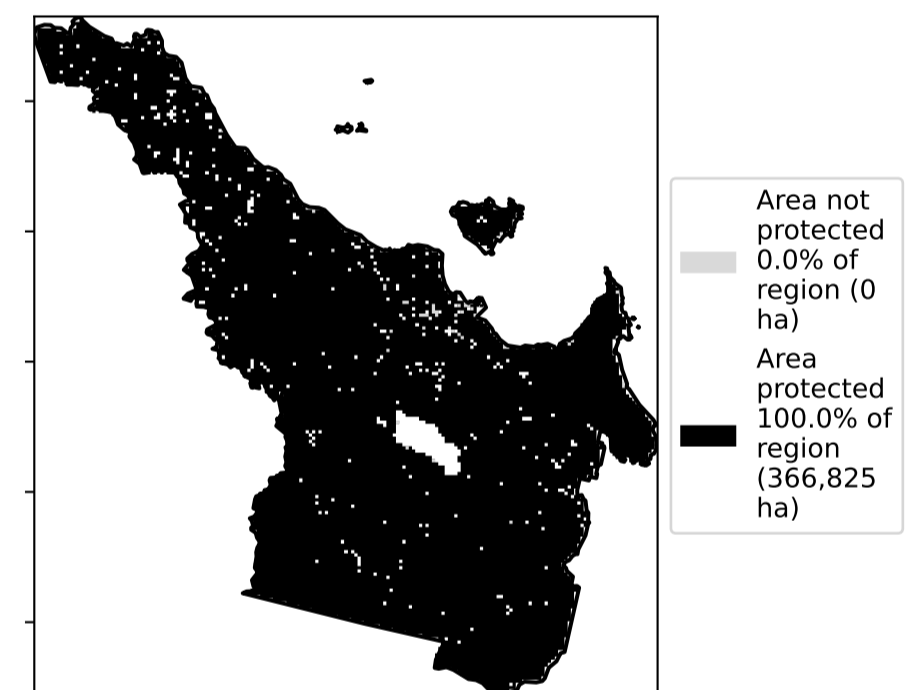 Area not
protected
0.0% of
region (0
ha)
Area
protected
100.0% of
region
(366,825
ha)